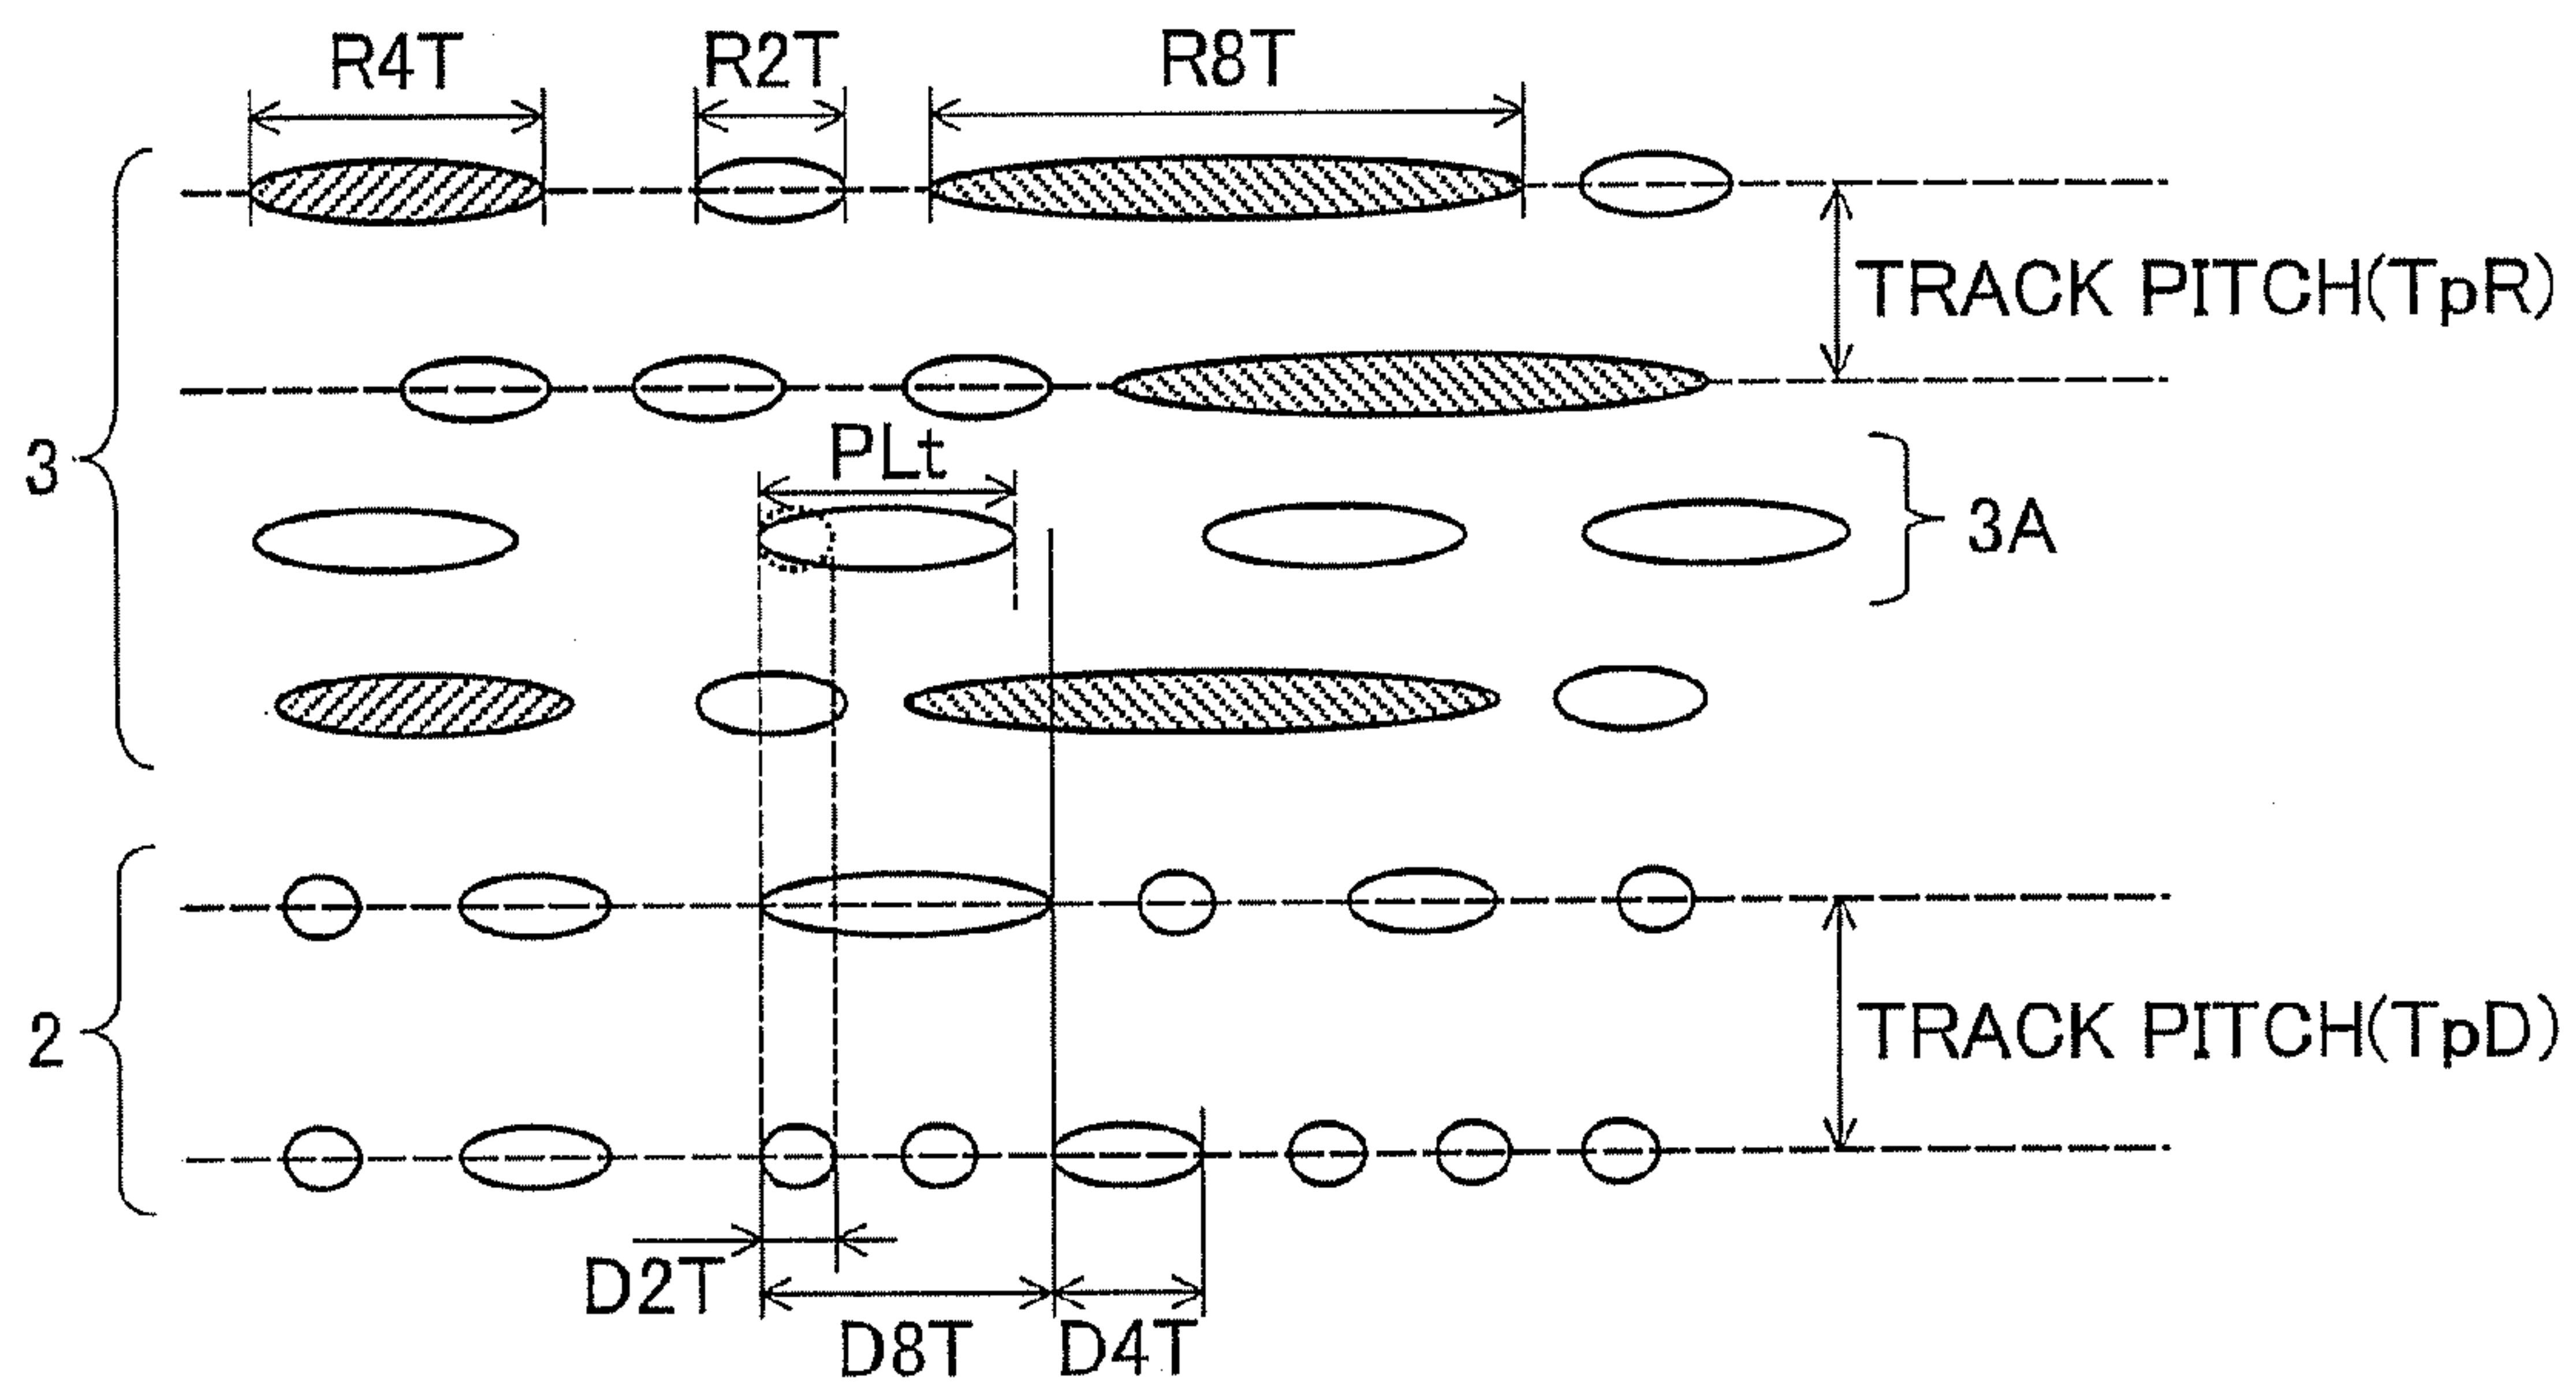 R4T R2T R8T
TRACK PITCH(TpR)
3
PLt
3A
2
TRACK PITCH(TpD)
D2T
D8T D4T